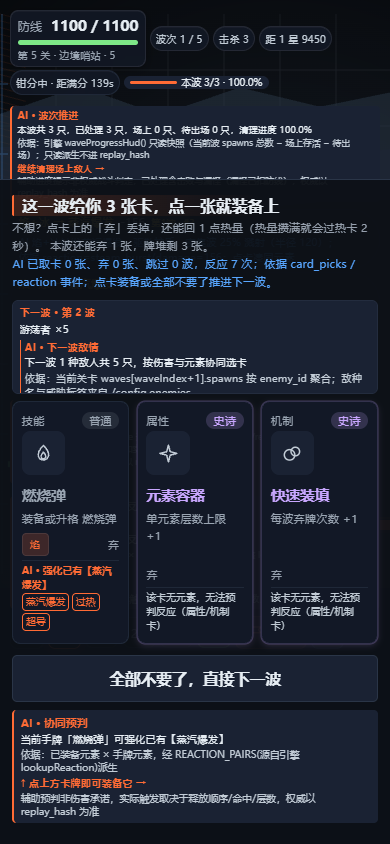 防线 1100 / 1100
第 5 关 · 边境哨站 · 5
波次 1 / 5
击杀 3
距 1 星 9450
钳分中 · 距满分 139s
本波 3/3 · 100.0%
AI • 波次推进
本波共 3 只，已处理 3 只，场上 0 只、待出场 0 只，清理进度 100.0%
依据：引擎 waveProgressHud() 只读快照（当前波 spawns 总数 − 场上存活 − 待出场）；只读派生不进 replay_hash
继续清理场上敌人 →
这一波给你 3 张卡，点一张就装备上
不想？点卡上的「弃」丢掉，还能回 1 点热量（热星攒满就会过热卡 2 秒）。本波还能弃 1 张，牌堆剩 3 张。
AI 已取卡 0 张、弃 0 张、跳过 0 波，反应 7 次；依据 card_picks / reaction 事件；点卡装备或全部不要了推进下一波。
下一波 · 第 2 波
游荡者 ×5
AI • 下一波敌情
下一波 1 种敌人共 5 只，按伤害与元素协同选卡
依据：当前关卡 waves[waveIndex+1].spawns 按 enemy_id 聚合；敌种
技能
普通
燃烧弹
装备或升格 燃烧弹
焰
弃
AI • 强化已有【蒸汽爆发】
蒸汽爆发
过热
超导
属性
史诗
元素容器
单元素层数上限 +1
弃
该卡无元素，无法预判反应（属性/机制卡）
机制
史诗
快速装填
每波弃牌次数 +1
弃
该卡无元素，无法预判反应（属性/机制卡）
全部不要了，直接下一波
AI • 协同预判
当前手牌「燃烧弹」可强化已有【蒸汽爆发】
依据：已装备元素 × 手牌元素，经 REACTION_PAIRS(源自引擎 lookupReaction)派生
↑ 点上方卡牌即可装备它 →
辅助预判非伤害承诺，实际触发取决于释放顺序/命中/层数，权威以 replay_hash 为准